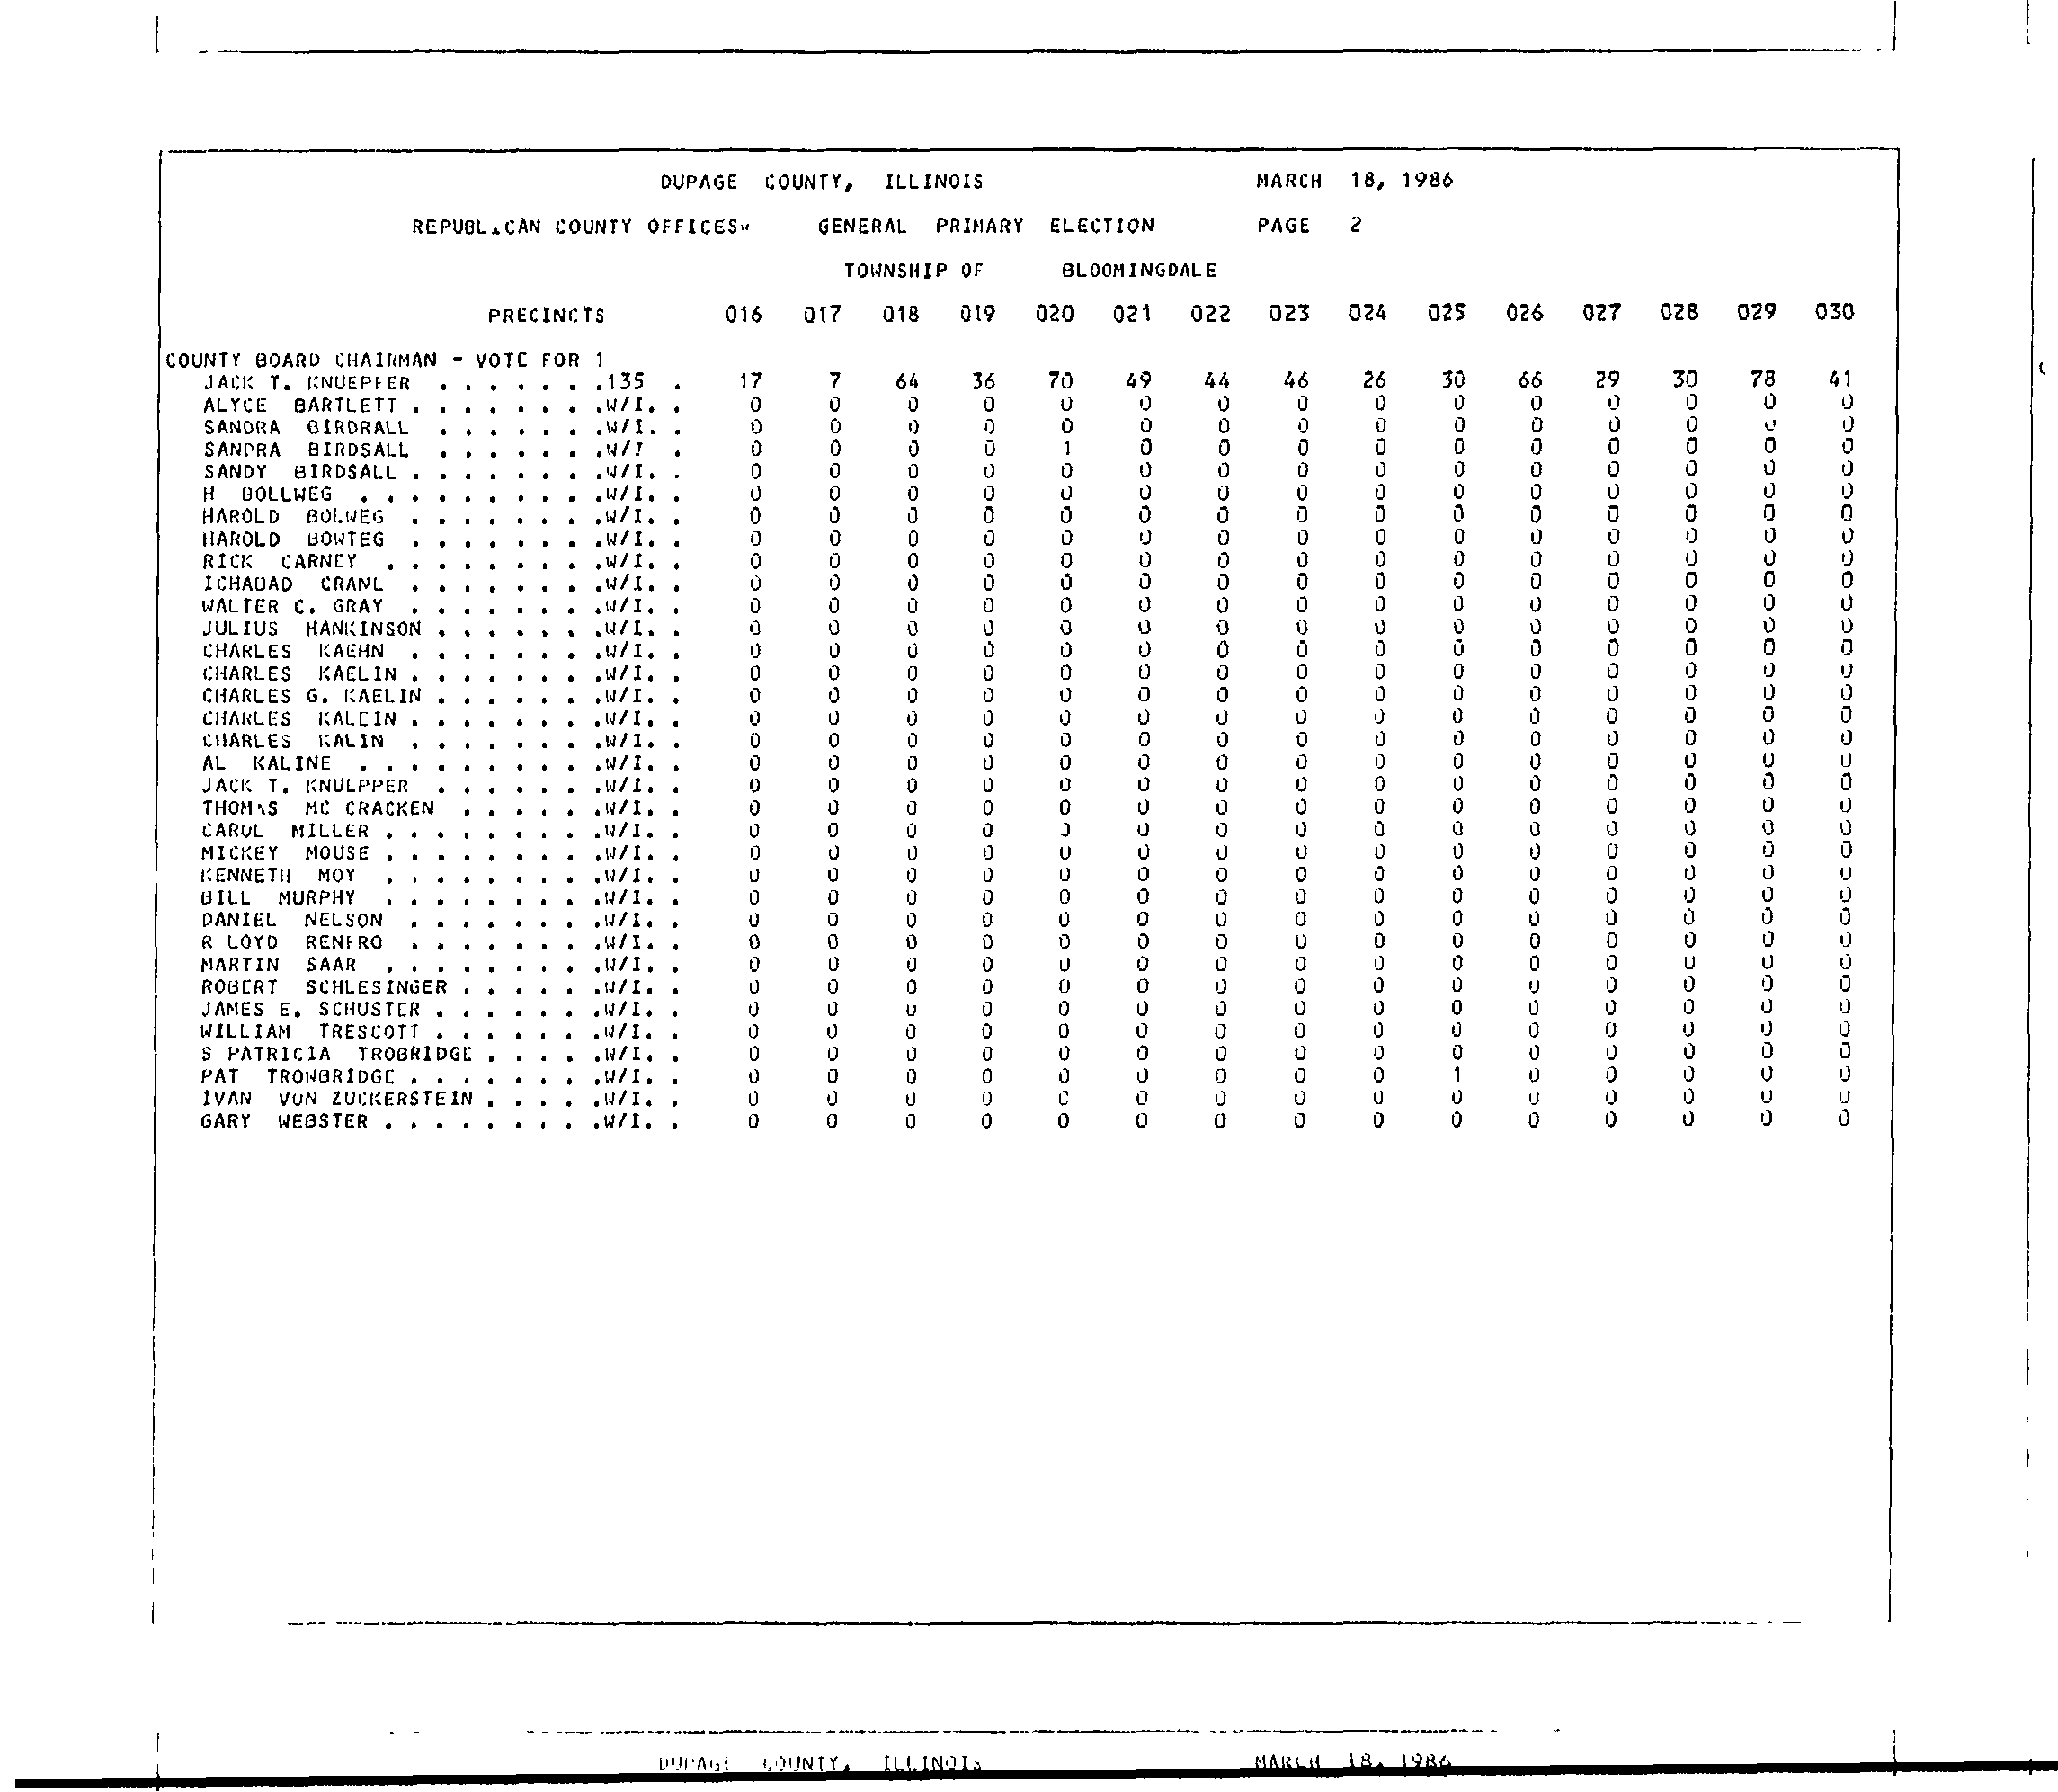 DUPAGE COUNTY, ILLINOIS MARCH 18, 1986
REPUBL.CAN COUNTY OFFICES GENERAL PRIMARY ELECTION PAGE 2
TOWNSHIP OF BLOOMINGDALE
PRECINCTS 016 017 018 019 020 021 022 023 024 025 026 027 028 029 030
COUNTY BOARD CHAIRMAN - VOTE FOR 1
JACK T. KNUEPFER . . . . . . .135 . 17 7 64 36 70 49 44 46 26 30 66 29 30 78 41
ALYCE BARTLETT . . . . . . . .W/I. . 0 0 0 0 0 0 0 0 0 0 0 0 0 0 0
SANDRA BIRDRALL . . . . . . .W/I. . 0 0 0 0 0 0 0 0 0 0 0 0 0 0 0
SANDRA BIRDSALL . . . . . . .W/I . 0 0 0 0 1 0 0 0 0 0 0 0 0 0 0
SANDY BIRDSALL . . . . . . . .W/I. . 0 0 0 0 0 0 0 0 0 0 0 0 0 0 0
H BOLLWEG . . . . . . . . . .W/I. . 0 0 0 0 0 0 0 0 0 0 0 0 0 0 0
HAROLD BOLWEG . . . . . . . .W/I. . 0 0 0 0 0 0 0 0 0 0 0 0 0 0 0
HAROLD BOWTEG . . . . . . . .W/I. . 0 0 0 0 0 0 0 0 0 0 0 0 0 0 0
RICK CARNEY . . . . . . . . .W/I. . 0 0 0 0 0 0 0 0 0 0 0 0 0 0 0
ICHABAD CRANE . . . . . . . .W/I. . 0 0 0 0 0 0 0 0 0 0 0 0 0 0 0
WALTER C. GRAY . . . . . . . .W/I. . 0 0 0 0 0 0 0 0 0 0 0 0 0 0 0
JULIUS HANKINSON . . . . . . .W/I. . 0 0 0 0 0 0 0 0 0 0 0 0 0 0 0
CHARLES KAEHN . . . . . . . .W/I. . 0 0 0 0 0 0 0 0 0 0 0 0 0 0 0
CHARLES KAELIN . . . . . . . .W/I. . 0 0 0 0 0 0 0 0 0 0 0 0 0 0 0
CHARLES G. KAELIN . . . . . . .W/I. . 0 0 0 0 0 0 0 0 0 0 0 0 0 0 0
CHARLES KALEIN . . . . . . . .W/I. . 0 0 0 0 0 0 0 0 0 0 0 0 0 0 0
CHARLES KALIN . . . . . . . .W/I. . 0 0 0 0 0 0 0 0 0 0 0 0 0 0 0
AL KALINE . . . . . . . . . .W/I. . 0 0 0 0 0 0 0 0 0 0 0 0 0 0 0
JACK T. KNUEPPER . . . . . . .W/I. . 0 0 0 0 0 0 0 0 0 0 0 0 0 0 0
THOMAS MC CRACKEN . . . . . .W/I. . 0 0 0 0 0 0 0 0 0 0 0 0 0 0 0
CAROL MILLER . . . . . . . . .W/I. . 0 0 0 0 0 0 0 0 0 0 0 0 0 0 0
MICKEY MOUSE . . . . . . . . .W/I. . 0 0 0 0 0 0 0 0 0 0 0 0 0 0 0
KENNETH MOY . . . . . . . . .W/I. . 0 0 0 0 0 0 0 0 0 0 0 0 0 0 0
BILL MURPHY . . . . . . . . .W/I. . 0 0 0 0 0 0 0 0 0 0 0 0 0 0 0
DANIEL NELSON . . . . . . . .W/I. . 0 0 0 0 0 0 0 0 0 0 0 0 0 0 0
R LOYD RENFRO . . . . . . . .W/I. . 0 0 0 0 0 0 0 0 0 0 0 0 0 0 0
MARTIN SAAR . . . . . . . . .W/I. . 0 0 0 0 0 0 0 0 0 0 0 0 0 0 0
ROBERT SCHLESINGER . . . . . .W/I. . 0 0 0 0 0 0 0 0 0 0 0 0 0 0 0
JAMES E. SCHUSTER . . . . . . .W/I. . 0 0 0 0 0 0 0 0 0 0 0 0 0 0 0
WILLIAM TRESCOTT . . . . . . .W/I. . 0 0 0 0 0 0 0 0 0 0 0 0 0 0 0
S PATRICIA TROBRIDGE . . . . .W/I. . 0 0 0 0 0 0 0 0 0 0 0 0 0 0 0
PAT TROWBRIDGE . . . . . . . .W/I. . 0 0 0 0 0 0 0 0 0 1 0 0 0 0 0
IVAN VON ZUCKERSTEIN . . . . .W/I. . 0 0 0 0 0 0 0 0 0 0 0 0 0 0 0
GARY WEBSTER . . . . . . . . .W/I. . 0 0 0 0 0 0 0 0 0 0 0 0 0 0 0
DUPAGE COUNTY, ILLINOIS MARCH 18, 1986